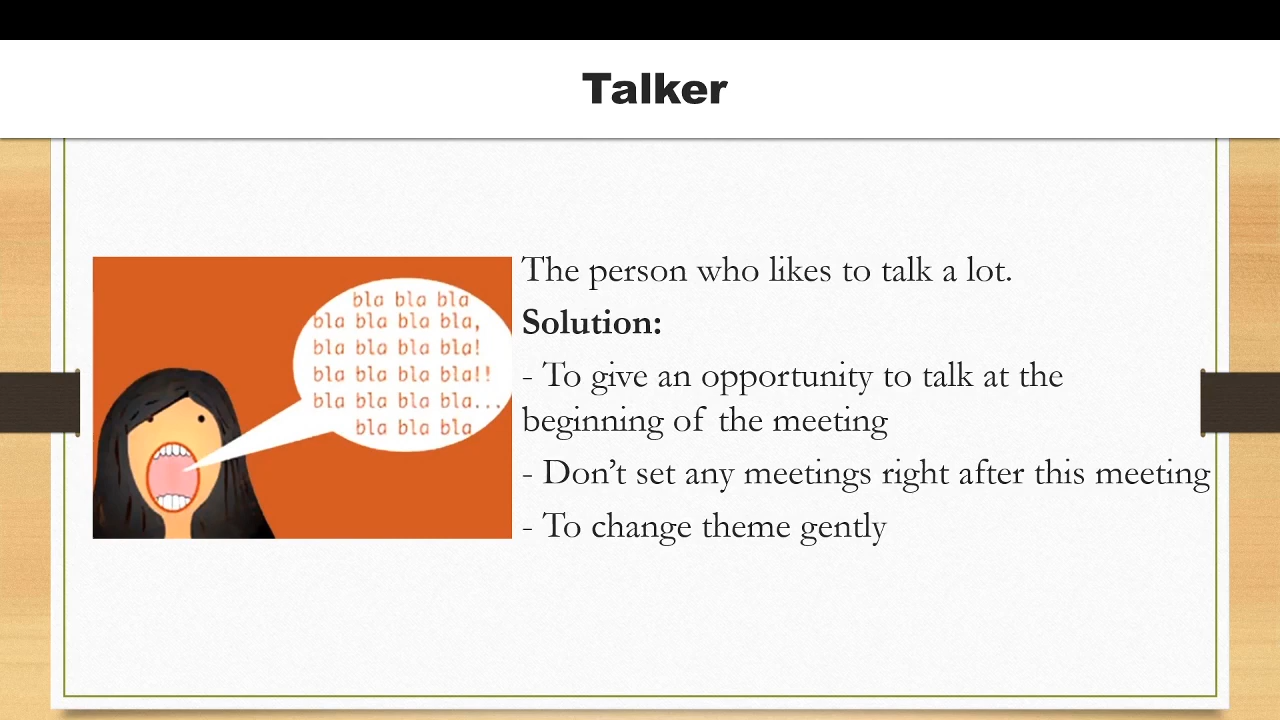 Talker
bla bla bla
bla bla bla bla,
bla bla bla bla!
bla bla bla bla!!
bla bla bla bla...
bla bla bla
The person who likes to talk a lot.
Solution:
- To give an opportunity to talk at the
beginning of the meeting
- Don’t set any meetings right after this meeting
- To change theme gently